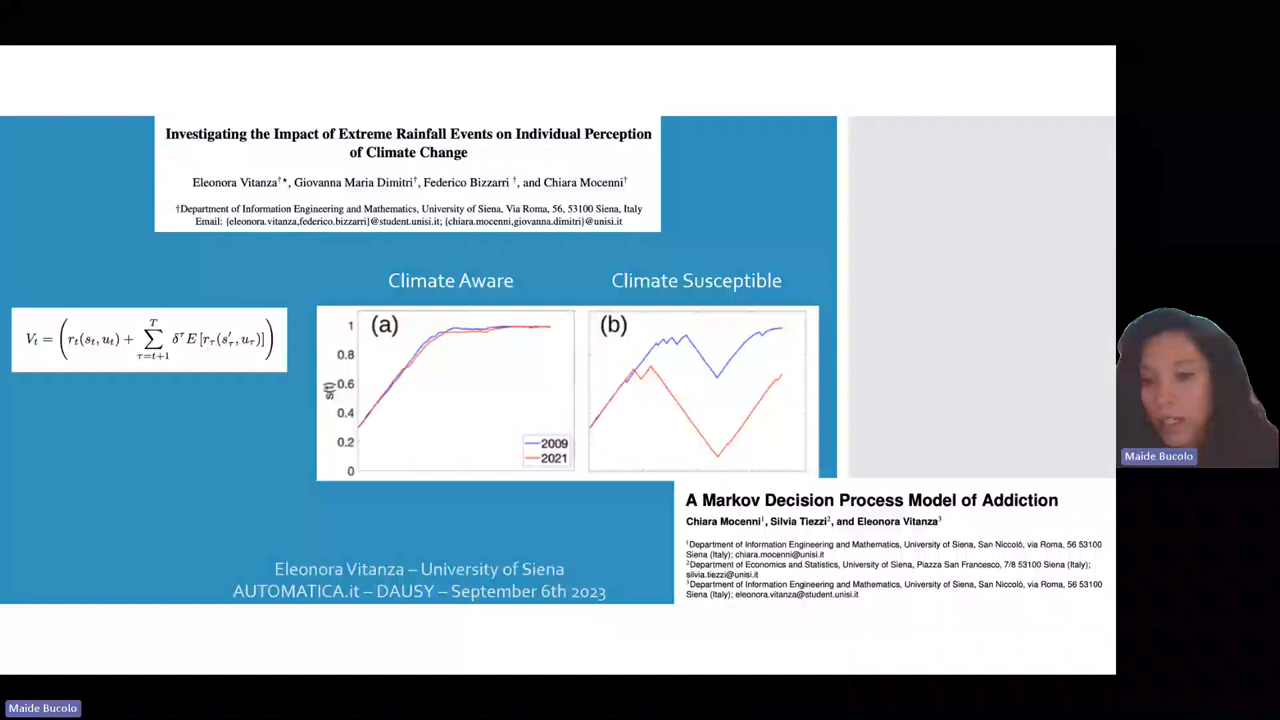 Investigating the Impact of Extreme Rainfall Events on Individual Perception
of Climate Change
Eleonora Vitanza†⋆, Giovanna Maria Dimitri†, Federico Bizzarri †, and Chiara Mocenni†
†Department of Information Engineering and Mathematics, University of Siena, Via Roma, 56, 53100 Siena, Italy
Email: {eleonora.vitanza,federico.bizzarri}@student.unisi.it; {chiara.mocenni,giovanna.dimitri}@unisi.it
Climate Aware
Climate Susceptible
V_t = ( r_t(s_t, u_t) + ∑_{τ=t+1}^{T} δ^τ E [r_τ(s'_τ, u_τ)] )
(a)
(b)
s(t)
1
0.8
0.6
0.4
0.2
0
2009
2021
A Markov Decision Process Model of Addiction
Chiara Mocenni1, Silvia Tiezzi2, and Eleonora Vitanza3
1Department of Information Engineering and Mathematics, University of Siena, San Niccolò, via Roma, 56 53100
Siena (Italy); chiara.mocenni@unisi.it
2Department of Economics and Statistics, University of Siena, Piazza San Francesco, 7/8 53100 Siena (Italy);
silvia.tiezzi@unisi.it
3Department of Information Engineering and Mathematics, University of Siena, San Niccolò, via Roma, 56 53100
Siena (Italy); eleonora.vitanza@student.unisi.it
Eleonora Vitanza – University of Siena
AUTOMATICA.it – DAUSY – September 6th 2023
Maide Bucolo
Maide Bucolo